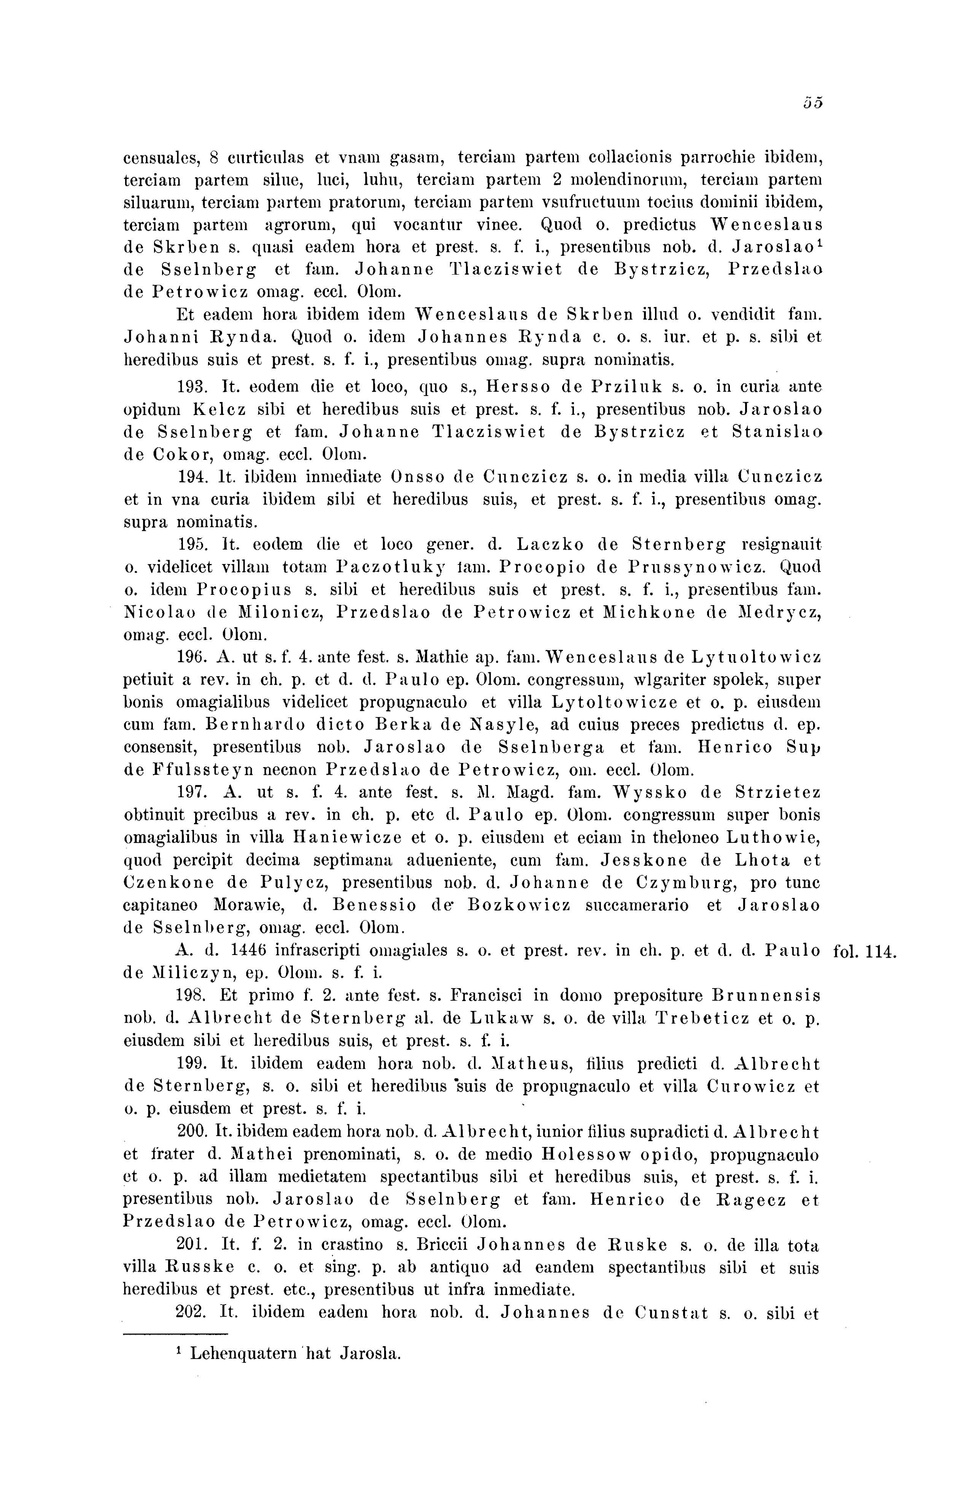 55
censuales, 8 curticulas et vnam gasam, terciam partem collacionis parrochie ibidem,
terciam partem silue, luci, luhu, terciam partem 2 molendinorum, terciam partem
siluarum, terciam partem pratorum, terciam partem vsufructuum tocius dominii ibidem,
terciam partem agrorum, qui vocantur vinee. Quod o. predictus Wenceslaus
de Skrben s. quasi eadem hora et prest. s. f. i., presentibus nob. d. Jaroslao¹
de Sselnberg et fam. Johanne Tlacziswiet de Bystrzicz, Przedslao
de Petrowicz omag. eccl. Olom.
Et eadem hora ibidem idem Wenceslaus de Skrben illud o. vendidit fam.
Johanni Rynda. Quod o. idem Johannes Rynda c. o. s. iur. et p. s. sibi et
heredibus suis et prest. s. f. i., presentibus omag. supra nominatis.
193. It. eodem die et loco, quo s., Hersso de Prziluk s. o. in curia ante
opidum Kelcz sibi et heredibus suis et prest. s. f. i., presentibus nob. Jaroslao
de Sselnberg et fam. Johanne Tlacziswiet de Bystrzicz et Stanislao
de Cokor, omag. eccl. Olom.
194. It. ibidem inmediate Onsso de Cunczicz s. o. in media villa Cunczicz
et in vna curia ibidem sibi et heredibus suis, et prest. s. f. i., presentibus omag.
supra nominatis.
195. It. eodem die et loco gener. d. Laczko de Sternberg resignauit
o. videlicet villam totam Paczotluky fam. Procopio de Prussynowicz. Quod
o. idem Procopius s. sibi et heredibus suis et prest. s. f. i., presentibus fam.
Nicolao de Milonicz, Przedslao de Petrowicz et Michkone de Medrycz,
omag. eccl. Olom.
196. A. ut s. f. 4. ante fest. s. Mathie ap. fam. Wenceslaus de Lytuoltowicz
petiuit a rev. in ch. p. et d. d. Paulo ep. Olom. congressum, wlgariter spolek, super
bonis omagialibus videlicet propugnaculo et villa Lytoltowicze et o. p. eiusdem
cum fam. Bernhardo dicto Berka de Nasyle, ad cuius preces predictus d. ep.
consensit, presentibus nob. Jaroslao de Sselnberga et fam. Henrico Sup
de Ffulssteyn necnon Przedslao de Petrowicz, om. eccl. Olom.
197. A. ut s. f. 4. ante fest. s. M. Magd. fam. Wyssko de Strzietez
obtinuit precibus a rev. in ch. p. etc d. Paulo ep. Olom. congressum super bonis
omagialibus in villa Haniewicze et o. p. eiusdem et eciam in theloneo Luthowie,
quod percipit decima septimana adueniente, cum fam. Jesskone de Lhota et
Czenkone de Pulycz, presentibus nob. d. Johanne de Czymburg, pro tunc
capitaneo Morawie, d. Benessio de Bozkowicz succamerario et Jaroslao
de Sselnberg, omag. eccl. Olom.
A. d. 1446 infrascripti omagiales s. o. et prest. rev. in ch. p. et d. d. Paulo fol. 114.
de Miliczyn, ep. Olom. s. f. i.
198. Et primo f. 2. ante fest. s. Francisci in domo prepositure Brunnensis
nob. d. Albrecht de Sternberg al. de Lukaw s. o. de villa Trebeticz et o. p.
eiusdem sibi et heredibus suis, et prest. s. f. i.
199. It. ibidem eadem hora nob. d. Matheus, filius predicti d. Albrecht
de Sternberg, s. o. sibi et heredibus suis de propugnaculo et villa Curowicz et
o. p. eiusdem et prest. s. f. i.
200. It. ibidem eadem hora nob. d. Albrecht, iunior filius supradicti d. Albrecht
et frater d. Mathei prenominati, s. o. de medio Holessow opido, propugnaculo
et o. p. ad illam medietatem spectantibus sibi et heredibus suis, et prest. s. f. i.
presentibus nob. Jaroslao de Sselnberg et fam. Henrico de Ragecz et
Przedslao de Petrowicz, omag. eccl. Olom.
201. It. f. 2. in crastino s. Briccii Johannes de Ruske s. o. de illa tota
villa Russke c. o. et sing. p. ab antiquo ad eandem spectantibus sibi et suis
heredibus et prest. etc., presentibus ut infra inmediate.
202. It. ibidem eadem hora nob. d. Johannes de Cunstat s. o. sibi et
¹ Lehenquatern hat Jarosla.